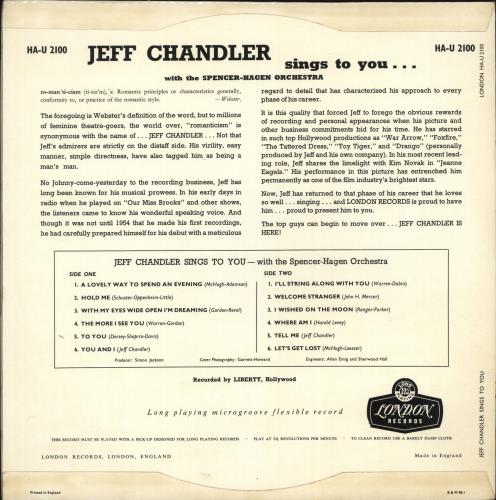 HA-U 2100
JEFF CHANDLER
HA-U 2100
sings to you . . .
with the SPENCER-HAGEN ORCHESTRA
ro-man'ti-cism (ti-siz'm), n. Romantic principles or characteristics generally,
conformity to, or practice of the romantic style. — Webster.
The foregoing is Webster's definition of the word, but to millions
of feminine theatre-goers, the world over, "romanticism" is
synonymous with the name of . . . JEFF CHANDLER . . . Not that
Jeff's admirers are strictly on the distaff side. His virility, easy
manner, simple directness, have also tagged him as being a
man's man.
No Johnny-come-yesterday to the recording business, Jeff has
long been known for his musical prowess. In his early days in
radio when he played on "Our Miss Brooks" and other shows,
the listeners came to know his wonderful speaking voice. And
though it was not until 1954 that he made his first recordings,
he had carefully prepared himself for his debut with a meticulous
regard to detail that has characterised his approach to every
phase of his career.
It is this quality that forced Jeff to forego the obvious rewards
of recording and personal appearances when his picture and
other business commitments bid for his time. He has starred
in such top Hollywood productions as "War Arrow," "Foxfire,"
"The Tattered Dress," "Toy Tiger," and "Drango" (personally
produced by Jeff and his own company). In his most recent lead-
ing role, Jeff shares the limelight with Kim Novak in "Jeanne
Eagels." His performance in this picture has entrenched him
permanently as one of the film industry's brightest stars.
Now, Jeff has returned to that phase of his career that he loves
so well . . . singing . . . and LONDON RECORDS is proud to have
him . . . proud to present him to you.
The top guys can begin to move over . . . JEFF CHANDLER IS
HERE!
JEFF CHANDLER SINGS TO YOU — with the Spencer-Hagen Orchestra
SIDE ONE
1. A LOVELY WAY TO SPEND AN EVENING (McHugh-Adamson)
2. HOLD ME (Schuster-Oppenheim-Little)
3. WITH MY EYES WIDE OPEN I'M DREAMING (Gordon-Revel)
4. THE MORE I SEE YOU (Warren-Gordon)
5. TO YOU (Dorsey-Shapiro-Davis)
6. YOU AND I (Jeff Chandler)
SIDE TWO
1. I'LL STRING ALONG WITH YOU (Warren-Dubin)
2. WELCOME STRANGER (John H. Mercer)
3. I WISHED ON THE MOON (Rainger-Parker)
4. WHERE AM I (Harold Lewy)
5. TELL ME (Jeff Chandler)
6. LET'S GET LOST (McHugh-Loesser)
Producer: Simon Jackson Cover Photography: Garrett-Howard Engineers: Allan Emig and Sherwood Hall
Recorded by LIBERTY, Hollywood
Long playing microgroove flexible record
LONDON
RECORDS
THIS RECORD MUST BE PLAYED WITH A PICK-UP DESIGNED FOR LONG PLAYING RECORDS · PLAY AT 33⅓ REVOLUTIONS PER MINUTE · TO CLEAN RECORD USE A BARELY DAMP CLOTH
LONDON RECORDS, LONDON, ENGLAND
Made in England
Printed in England
LONDON HA-U 2100
JEFF CHANDLER SINGS TO YOU